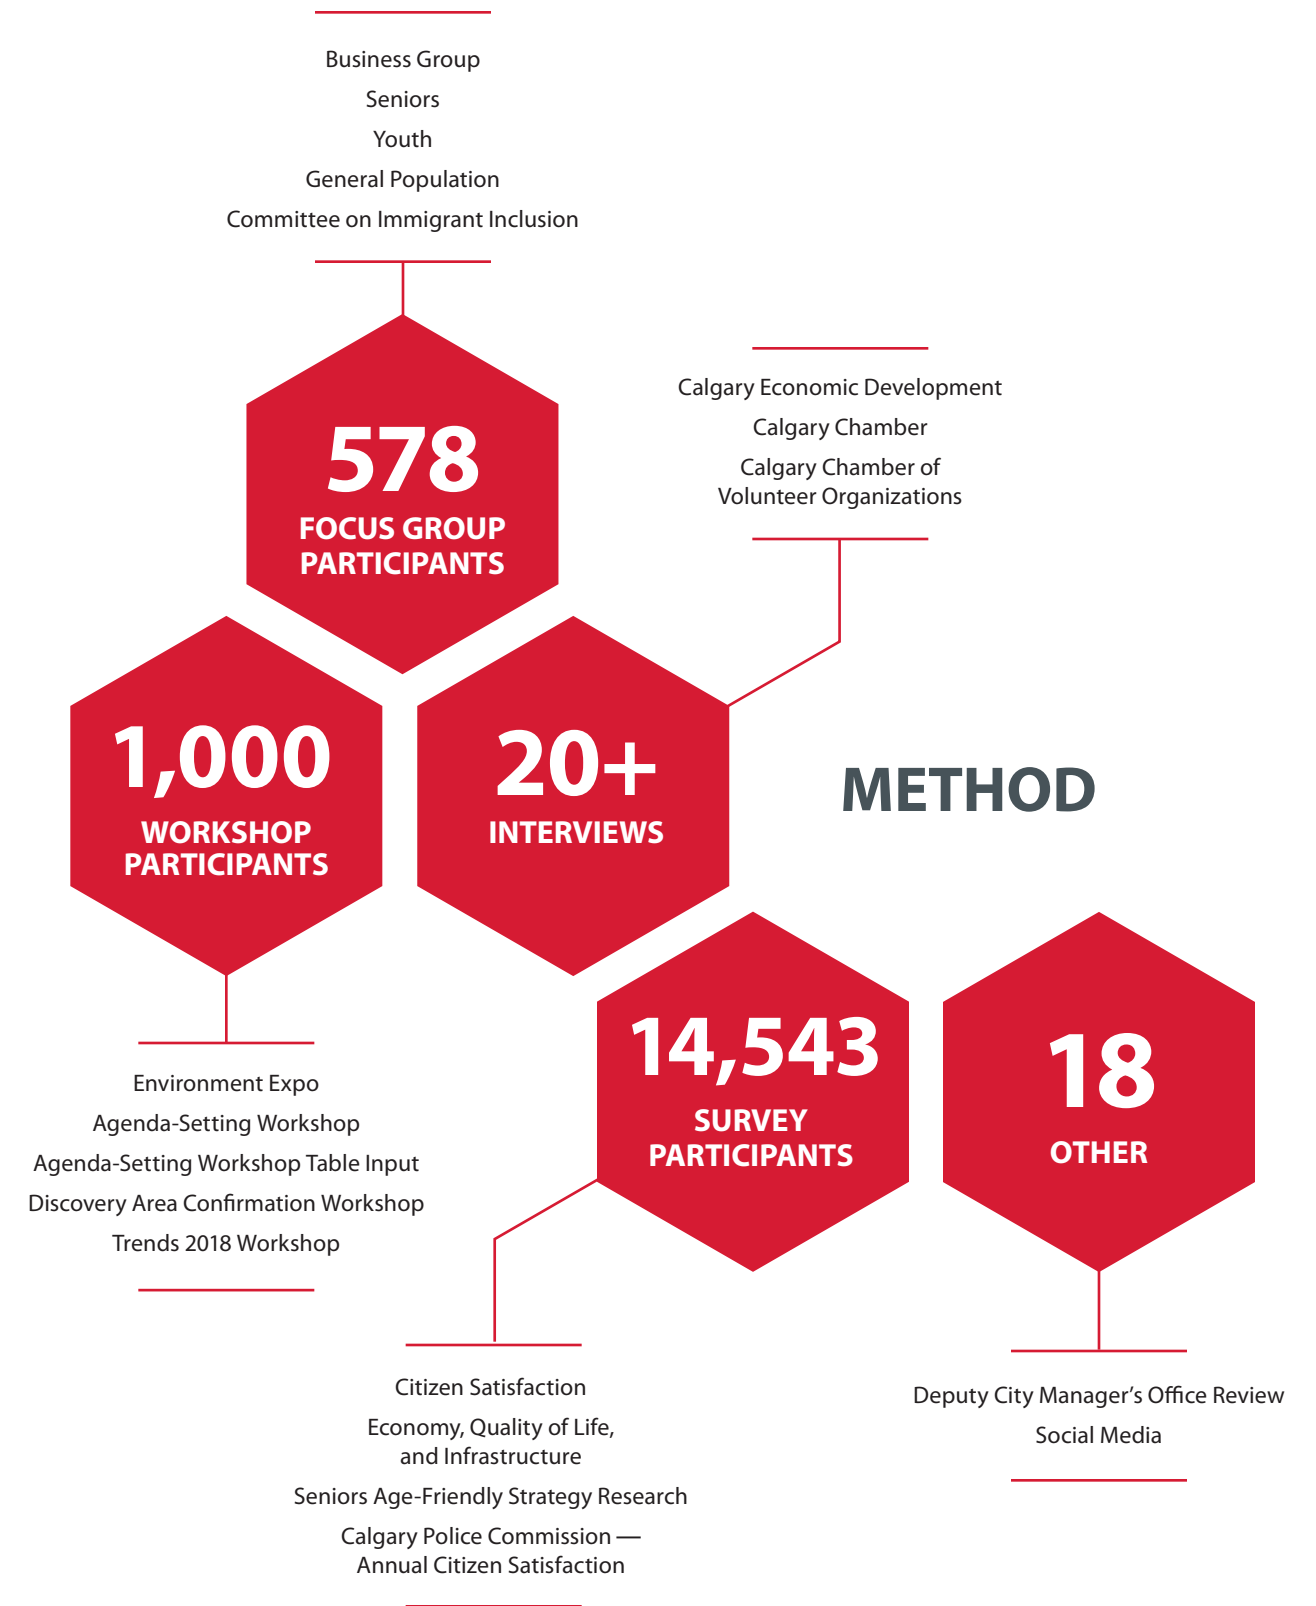 Business Group
Seniors
Youth
General Population
Committee on Immigrant Inclusion
578
FOCUS GROUP
PARTICIPANTS
Calgary Economic Development
Calgary Chamber
Calgary Chamber of
Volunteer Organizations
1,000
WORKSHOP
PARTICIPANTS
20+
INTERVIEWS
METHOD
Environment Expo
Agenda-Setting Workshop
Agenda-Setting Workshop Table Input
Discovery Area Confirmation Workshop
Trends 2018 Workshop
14,543
SURVEY
PARTICIPANTS
18
OTHER
Citizen Satisfaction
Economy, Quality of Life,
and Infrastructure
Seniors Age-Friendly Strategy Research
Calgary Police Commission —
Annual Citizen Satisfaction
Deputy City Manager’s Office Review
Social Media